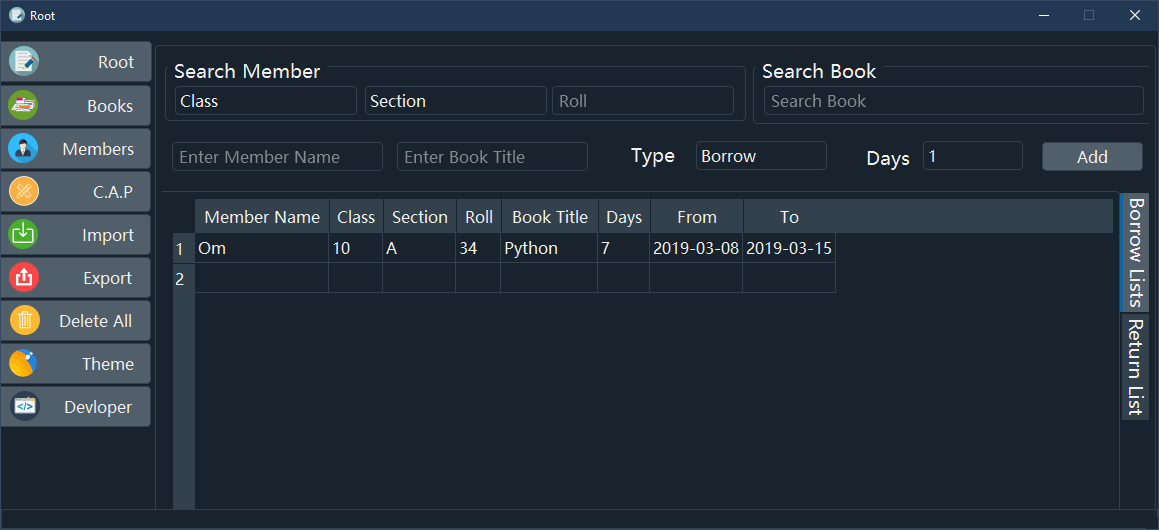 Root
Root
Books
Members
C.A.P
Import
Export
Delete All
Theme
Devloper
Search Member
Class Section Roll
Search Book
Search Book
Enter Member Name Enter Book Title Type Borrow Days 1 Add
Member Name Class Section Roll Book Title Days From To
1 Om 10 A 34 Python 7 2019-03-08 2019-03-15
2
Borrow Lists
Return List